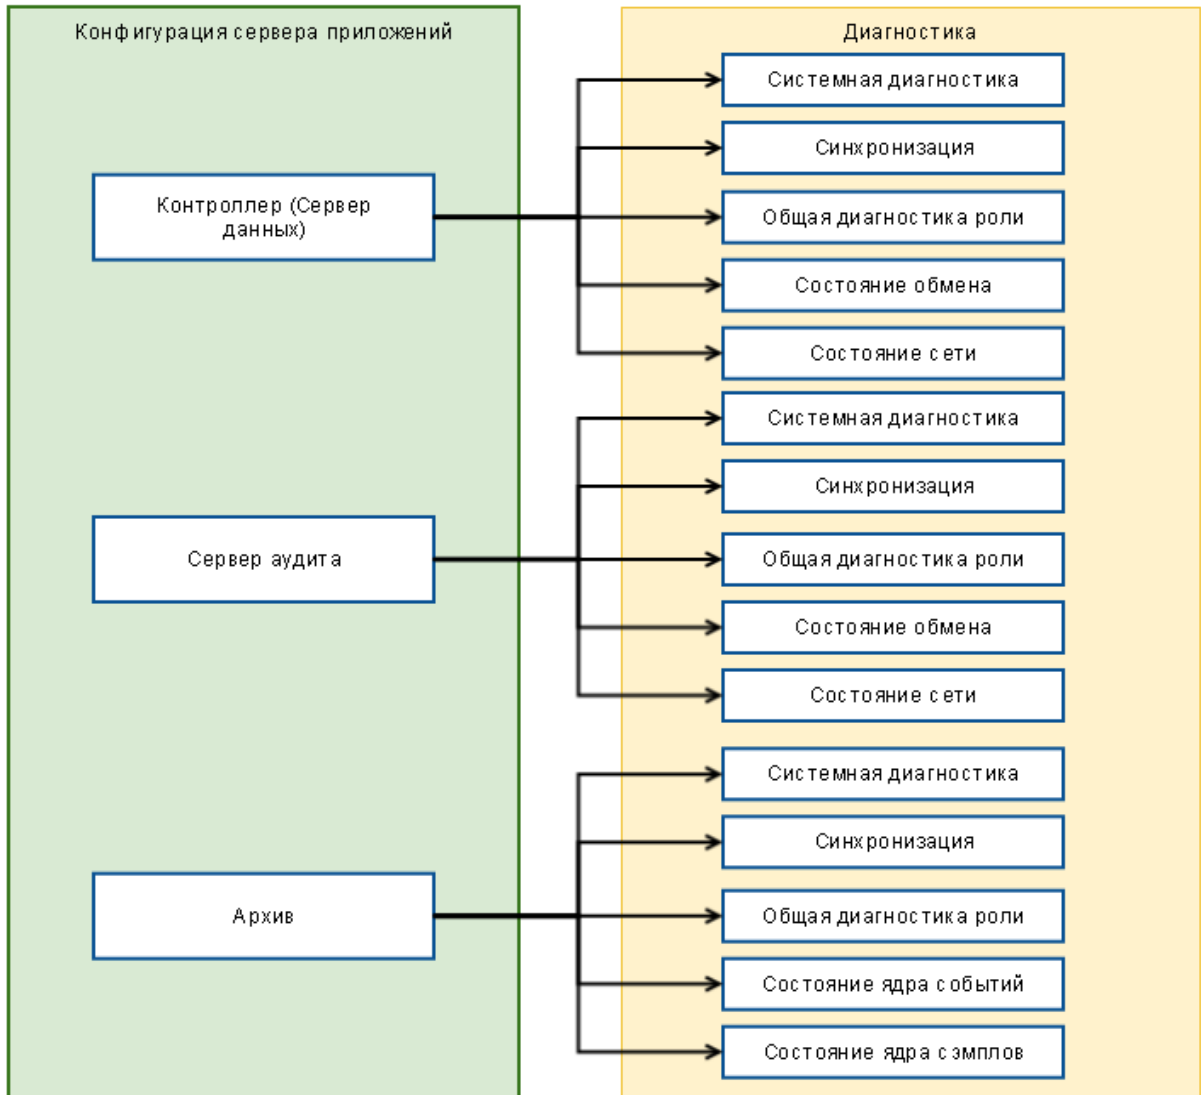 Конфигурация сервера приложений
Диагностика
Контроллер (Сервер
данных)
Системная диагностика
Синхронизация
Общая диагностика роли
Состояние обмена
Состояние сети
Сервер аудита
Системная диагностика
Синхронизация
Общая диагностика роли
Состояние обмена
Состояние сети
Архив
Системная диагностика
Синхронизация
Общая диагностика роли
Состояние ядра событий
Состояние ядра сэмплов